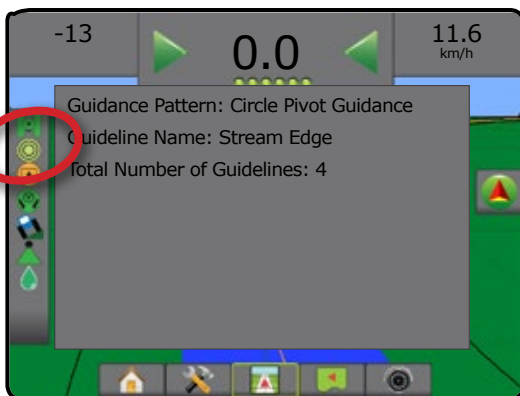 -13
0.0
11.6
km/h
Guidance Pattern: Circle Pivot Guidance
Guideline Name: Stream Edge
Total Number of Guidelines: 4